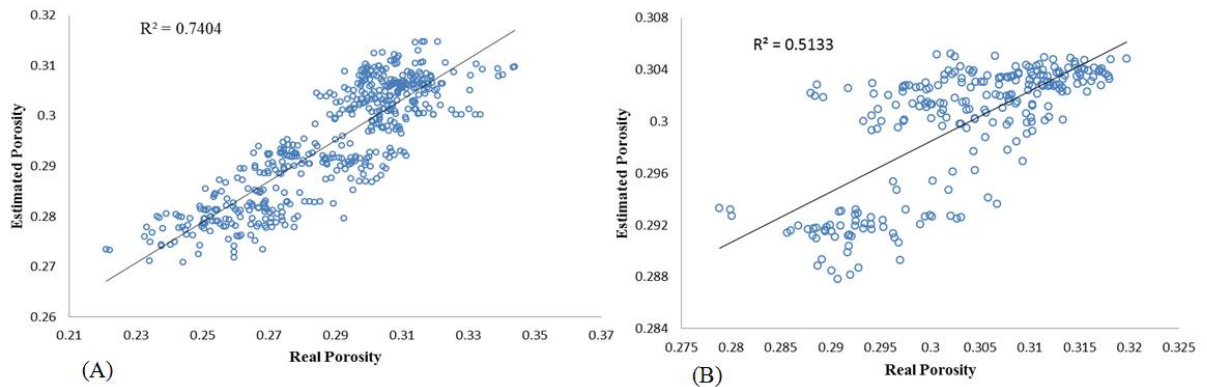 0.32
R² = 0.7404
0.31
0.3
0.29
0.28
0.27
0.26
Estimated Porosity
0.21 0.23 0.25 0.27 0.29 0.31 0.33 0.35 0.37
Real Porosity
(A)
0.308
R² = 0.5133
0.304
0.3
0.296
0.292
0.288
0.284
Estimated Porosity
0.275 0.28 0.285 0.29 0.295 0.3 0.305 0.31 0.315 0.32 0.325
Real Porosity
(B)